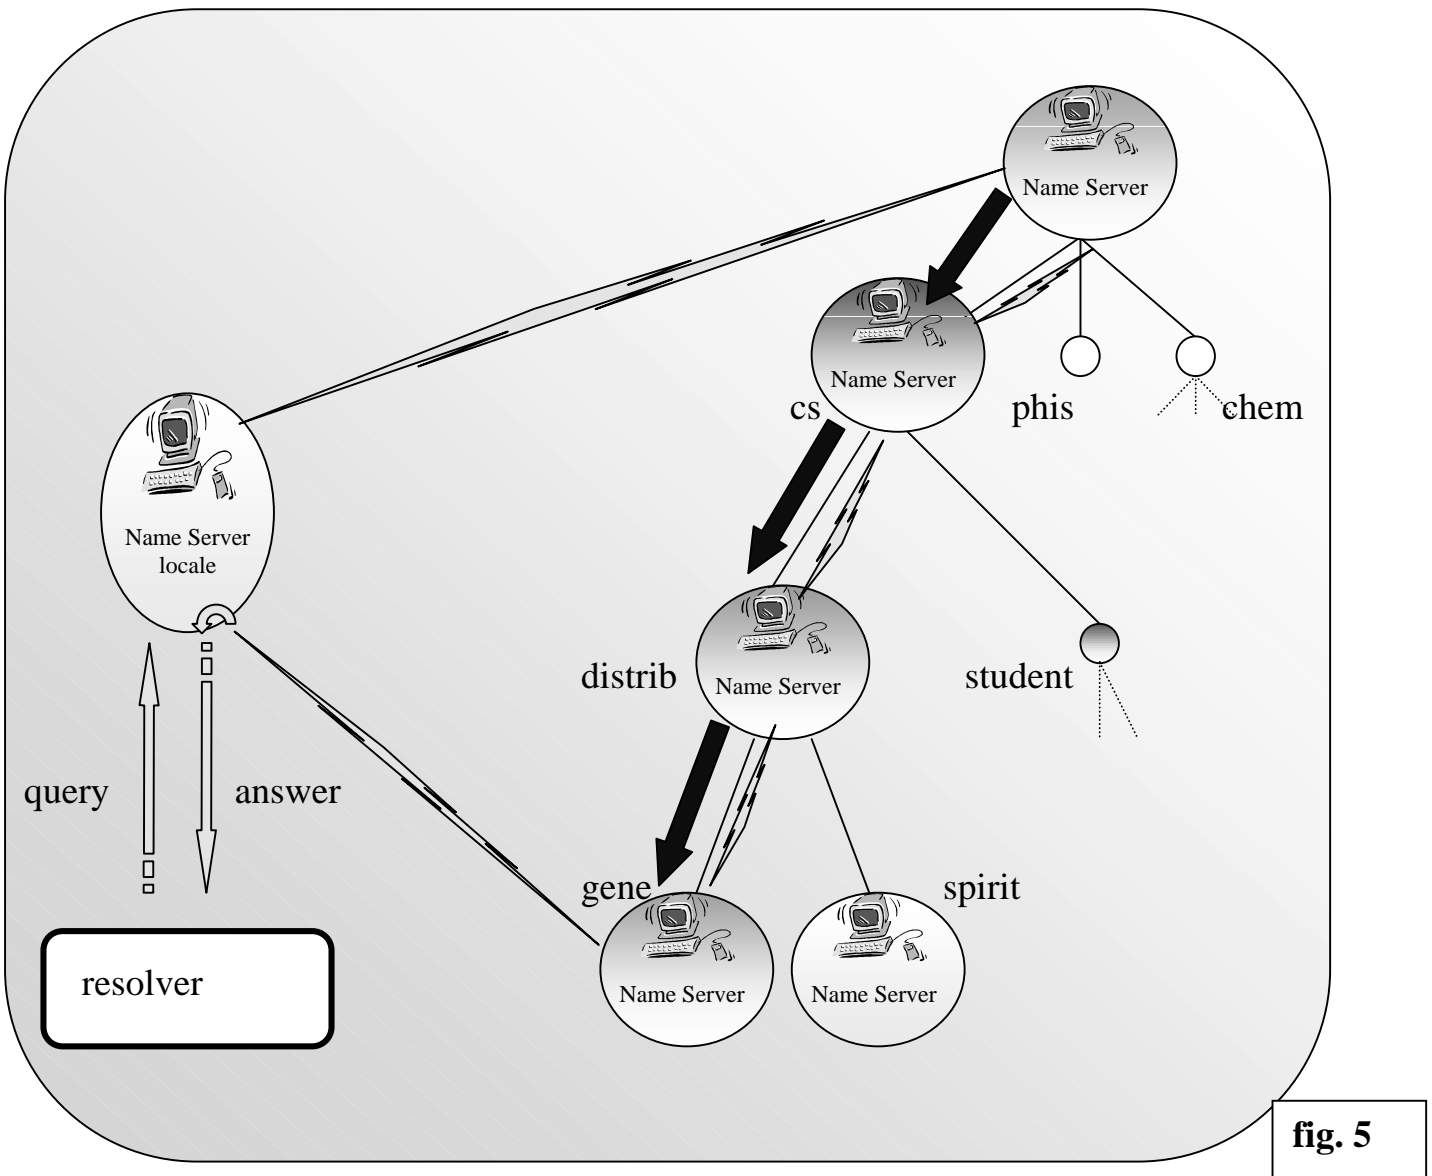 Name Server
Name Server
cs
phis
chem
Name Server
locale
distrib
Name Server
student
query
answer
gene
spirit
resolver
Name Server
Name Server
fig. 5